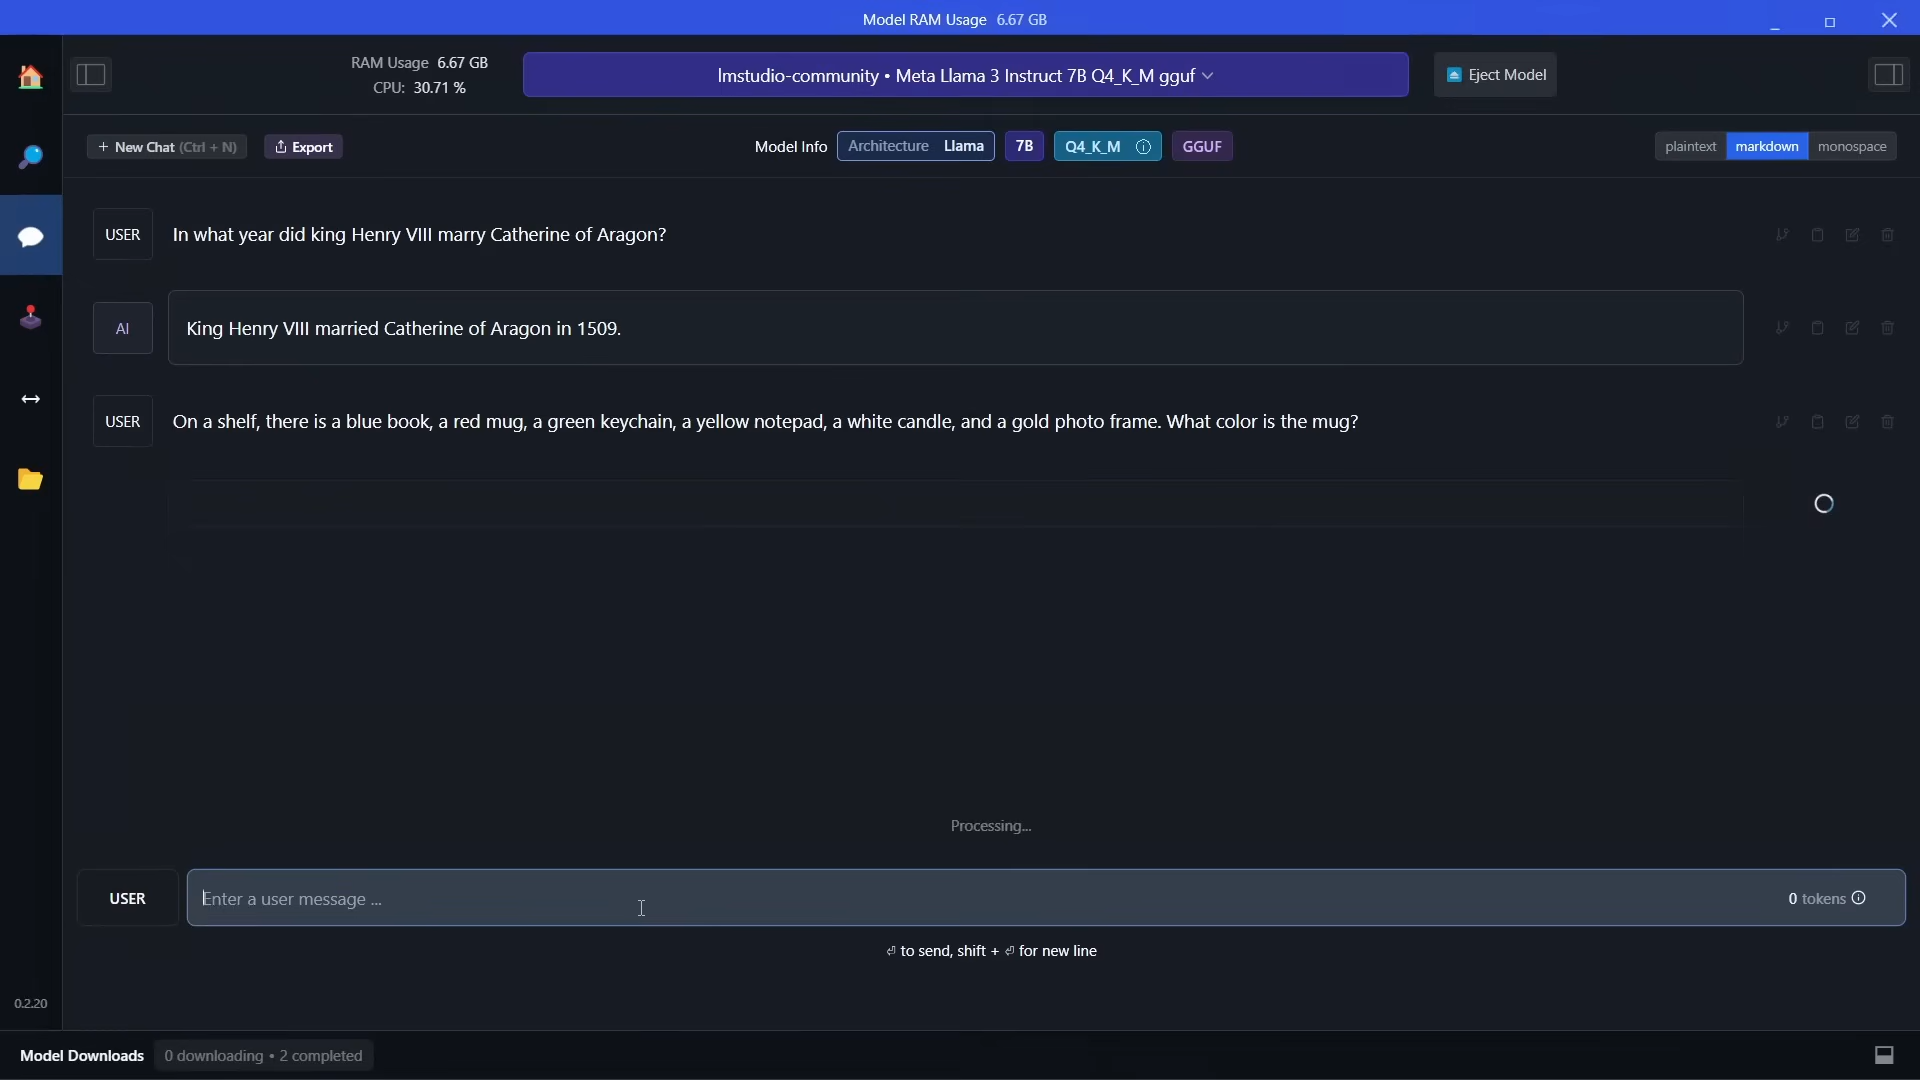 Model RAM Usage 6.67 GB
RAM Usage 6.67 GB
CPU: 30.71 %
lmstudio-community • Meta Llama 3 Instruct 7B Q4_K_M gguf
Eject Model
+ New Chat (Ctrl + N)
Export
Model Info
Architecture Llama
7B
Q4_K_M
GGUF
plaintext
markdown
monospace
USER
In what year did king Henry VIII marry Catherine of Aragon?
AI
King Henry VIII married Catherine of Aragon in 1509.
USER
On a shelf, there is a blue book, a red mug, a green keychain, a yellow notepad, a white candle, and a gold photo frame. What color is the mug?
Processing...
USER
Enter a user message ...
0 tokens
⏎ to send, shift + ⏎ for new line
0.2.20
Model Downloads
0 downloading • 2 completed